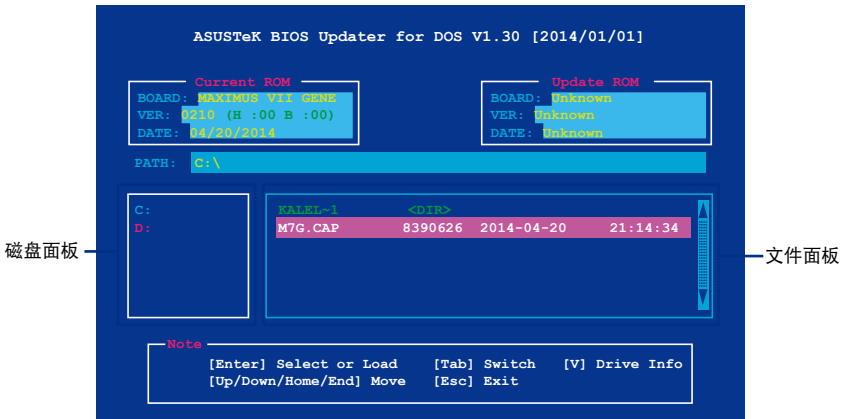 ASUSTeK BIOS Updater for DOS V1.30 [2014/01/01]
Current ROM
BOARD: MAXIMUS VII GENE
VER: 0210 (H :00 B :00)
DATE: 04/20/2014
Update ROM
BOARD: Unknown
VER: Unknown
DATE: Unknown
PATH: C:\
C:
D:
KALEL~1 <DIR>
M7G.CAP 8390626 2014-04-20 21:14:34
磁盘面板
文件面板
Note
[Enter] Select or Load [Tab] Switch [V] Drive Info
[Up/Down/Home/End] Move [Esc] Exit